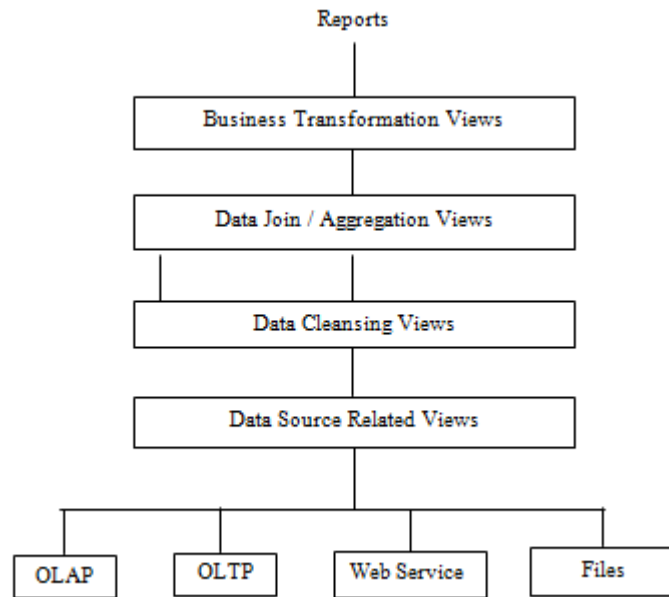 Reports
Business Transformation Views
Data Join / Aggregation Views
Data Cleansing Views
Data Source Related Views
OLAP
OLTP
Web Service
Files